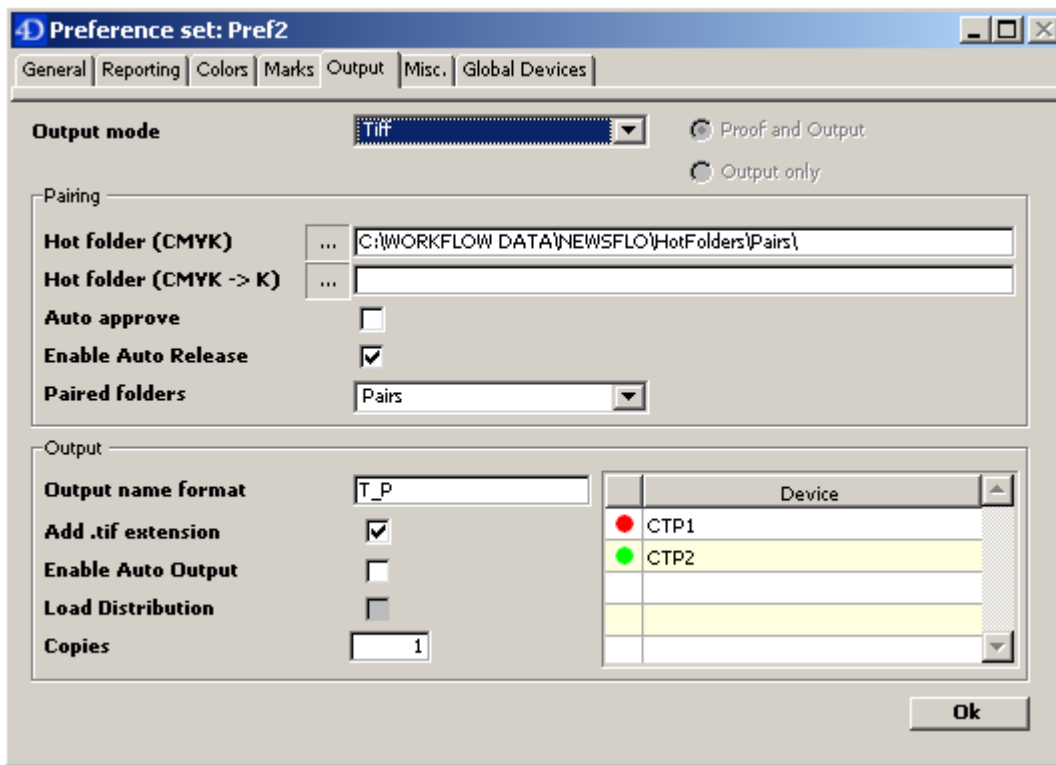 4D Preference set: Pref2
General Reporting Colors Marks Output Misc. Global Devices
Output mode Tiff Proof and Output
Output only
Pairing
Hot folder (CMYK) ... C:\WORKFLOW DATA\NEWSFLO\HotFolders\Pairs\
Hot folder (CMYK -> K) ...
Auto approve
Enable Auto Release
Paired folders Pairs
Output
Output name format T_P
Add .tif extension
Enable Auto Output
Load Distribution
Copies 1
Device
CTP1
CTP2
Ok